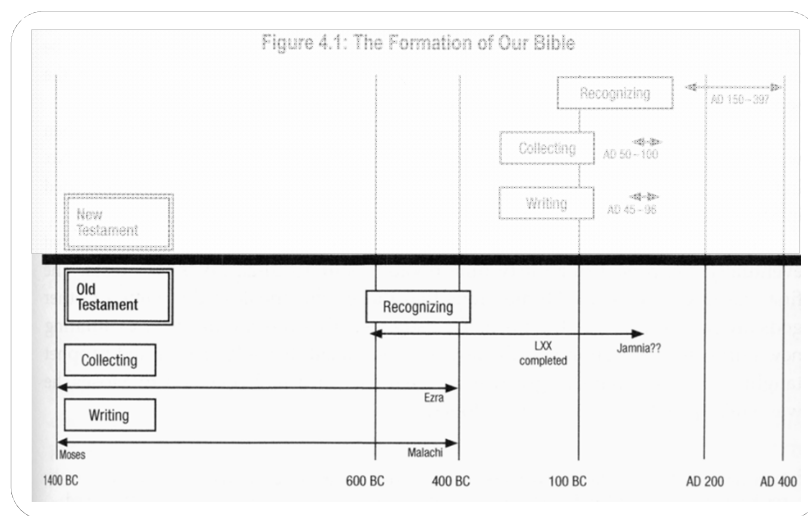 Figure 4.1: The Formation of Our Bible
Recognizing
AD 150–397
Collecting
AD 50–100
Writing
AD 45–96
New
Testament
Old
Testament
Recognizing
LXX
completed
Jamnia??
Collecting
Ezra
Writing
Moses
Malachi
1400 BC
600 BC
400 BC
100 BC
AD 200
AD 400